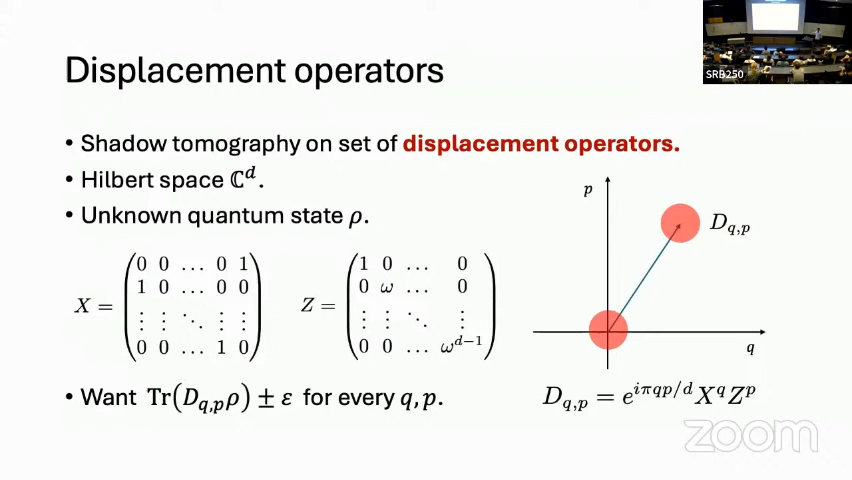 SRB250
Displacement operators
• Shadow tomography on set of displacement operators.
• Hilbert space ℂ^d.
• Unknown quantum state ρ.
p
D_{q,p}
X = ( 0 0 … 0 1
1 0 … 0 0
⋮ ⋮ ⋱ ⋮ ⋮
0 0 … 1 0 )
Z = ( 1 0 … 0
0 ω … 0
⋮ ⋮ ⋱ ⋮
0 0 … ω^{d−1} )
q
• Want Tr(D_{q,p}ρ) ± ε for every q, p.
D_{q,p} = e^{iπqp/d} X^q Z^p
zoom